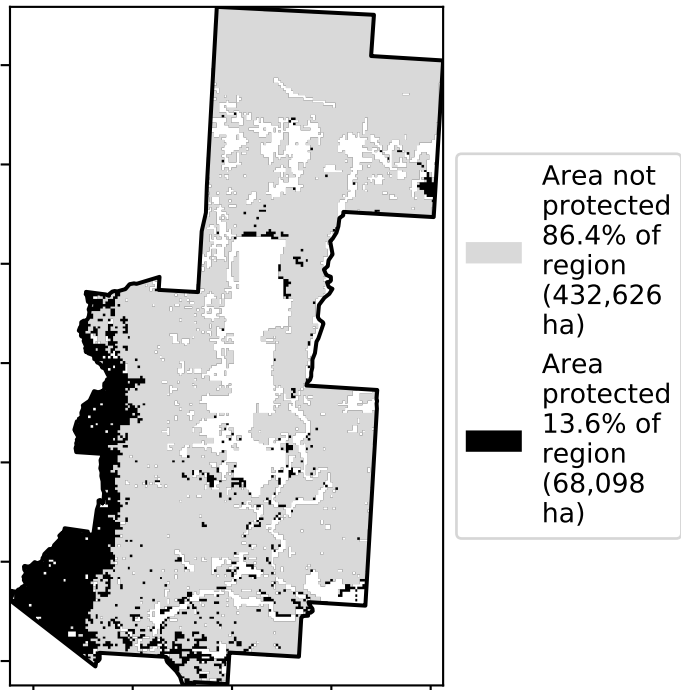 Area not
protected
86.4% of
region
(432,626
ha)
Area
protected
13.6% of
region
(68,098
ha)